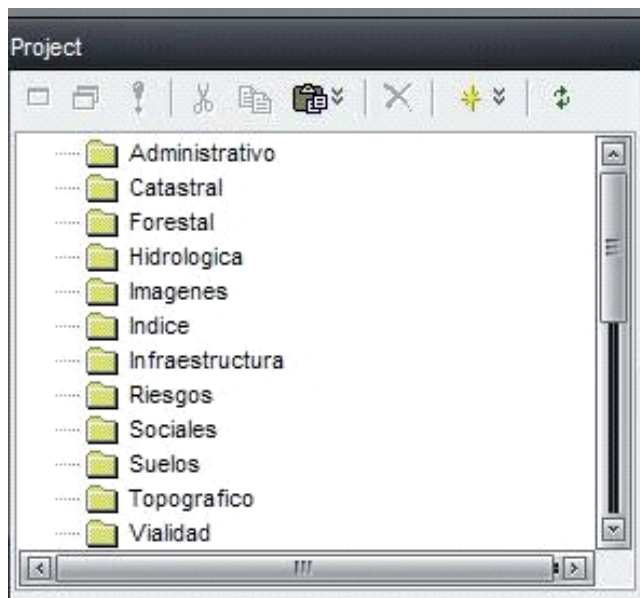 Project
Administrativo
Catastral
Forestal
Hidrologica
Imagenes
Indice
Infraestructura
Riesgos
Sociales
Suelos
Topografico
Vialidad